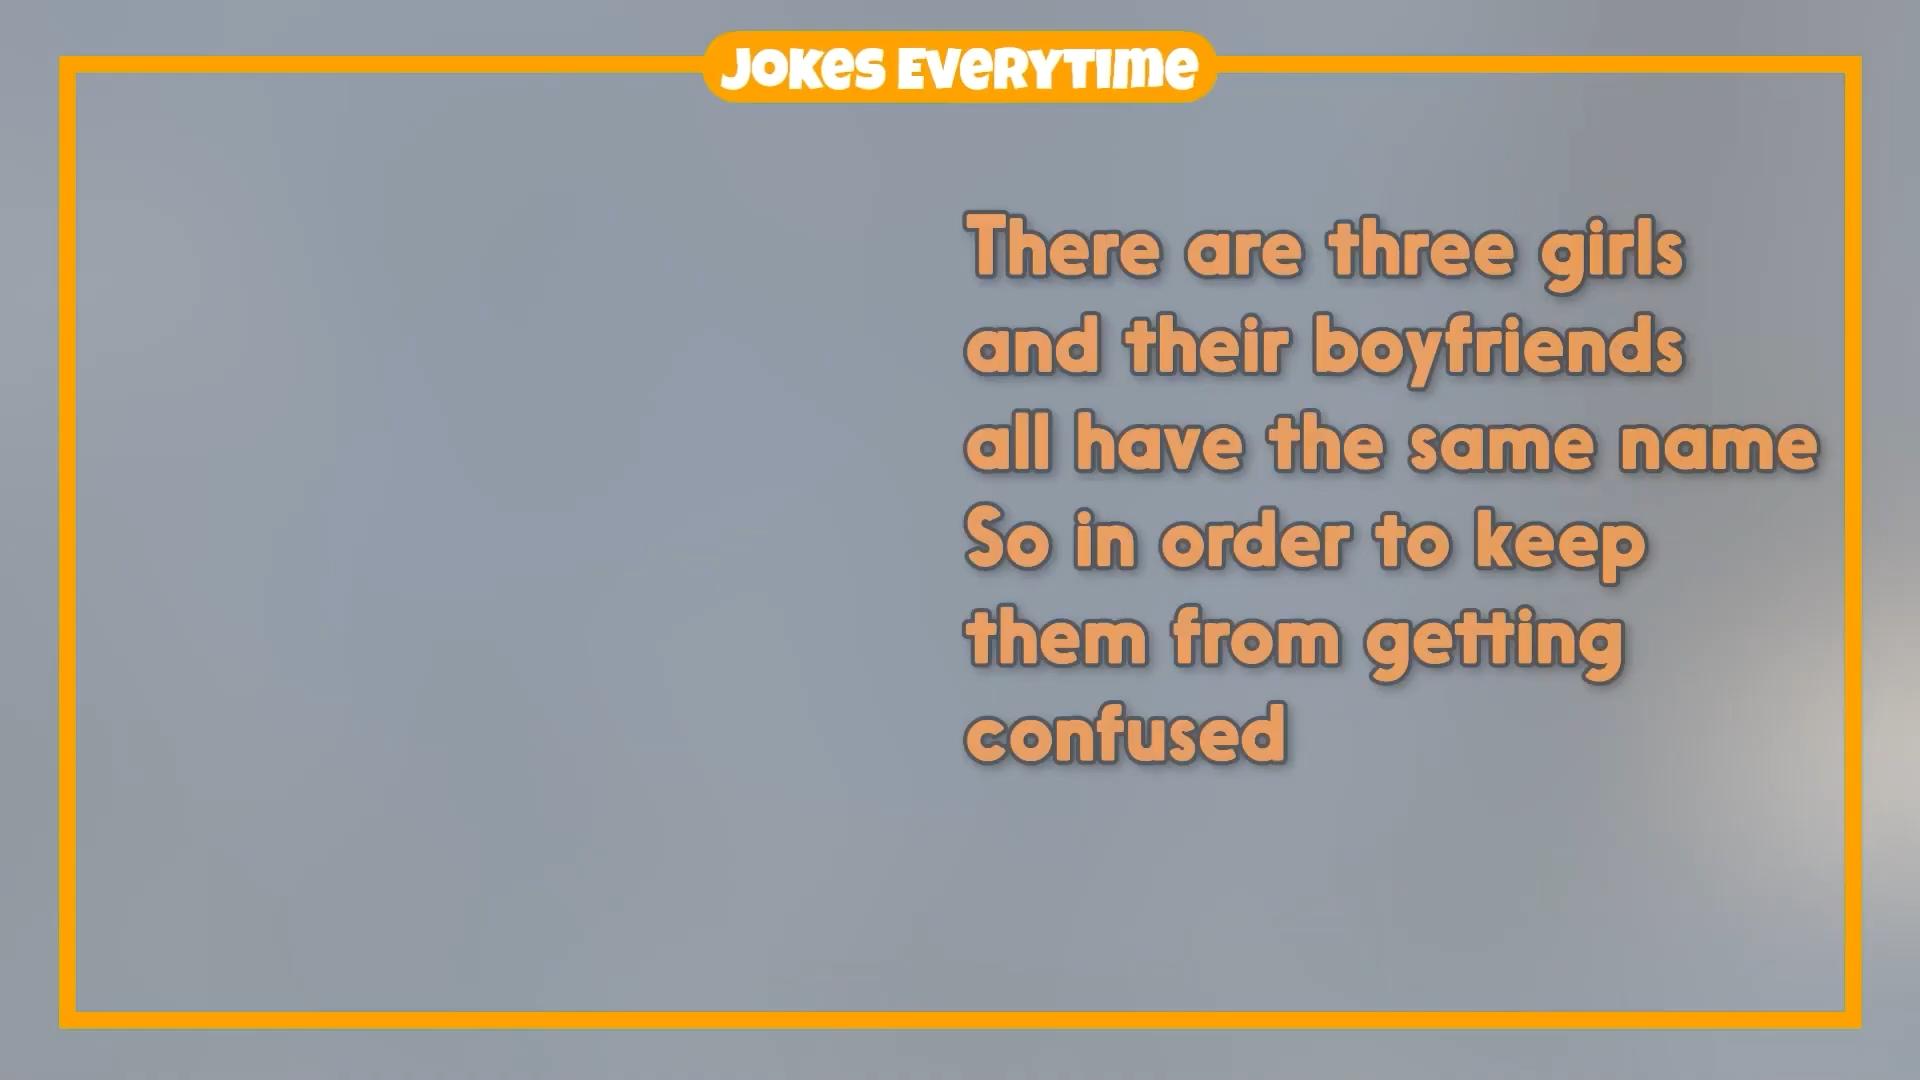 JOKES EVERYTIME
There are three girls
and their boyfriends
all have the same name
So in order to keep
them from getting
confused